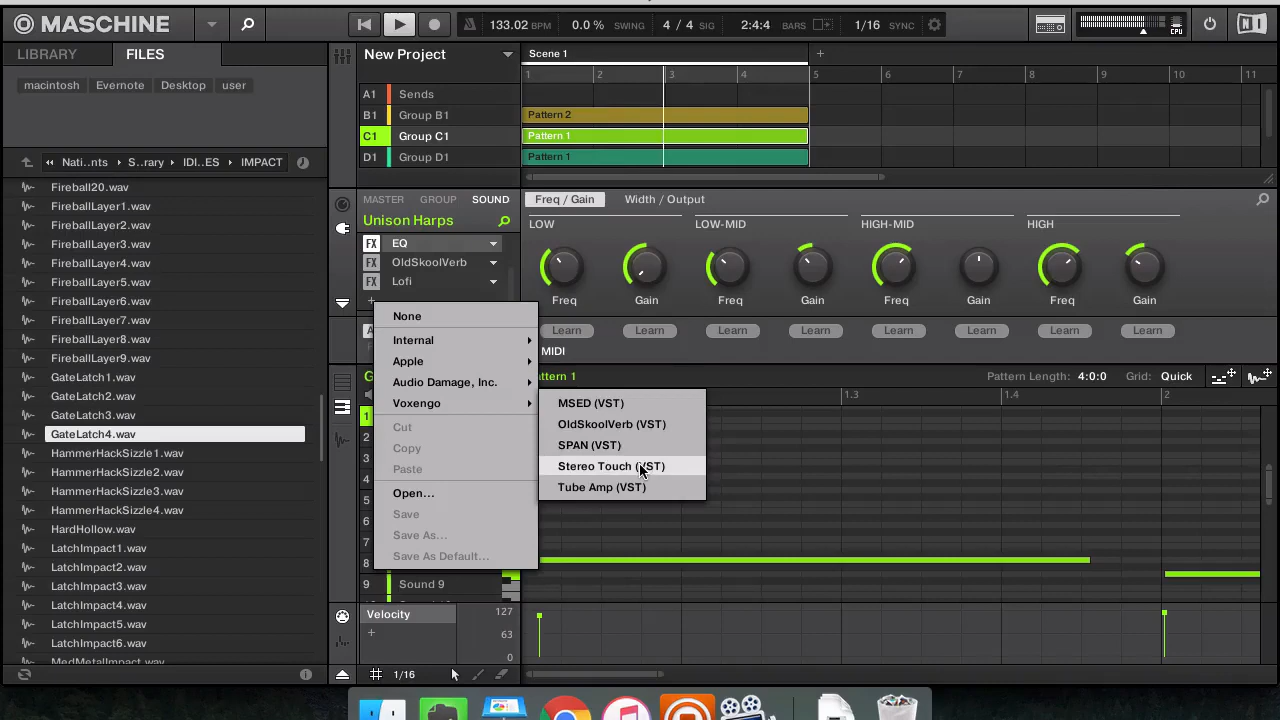 MASCHINE
133.02 BPM
0.0 % SWING
4 / 4 SIG
2:4:4 BARS
1/16 SYNC
CPU
LIBRARY
FILES
macintosh Evernote Desktop user
Nati..nts
S..rary
IDI..ES
IMPACT
Fireball20.wav
FireballLayer1.wav
FireballLayer2.wav
FireballLayer3.wav
FireballLayer4.wav
FireballLayer5.wav
FireballLayer6.wav
FireballLayer7.wav
FireballLayer8.wav
FireballLayer9.wav
GateLatch1.wav
GateLatch2.wav
GateLatch3.wav
GateLatch4.wav
HammerHackSizzle1.wav
HammerHackSizzle2.wav
HammerHackSizzle3.wav
HammerHackSizzle4.wav
HardHollow.wav
LatchImpact1.wav
LatchImpact2.wav
LatchImpact3.wav
LatchImpact4.wav
LatchImpact5.wav
LatchImpact6.wav
MedMetalImpact.wav
New Project
Scene 1
+
1 2 3 4 5 6 7 8 9 10 11
A1 Sends
B1 Group B1 Pattern 2
C1 Group C1 Pattern 1
D1 Group D1 Pattern 1
MASTER GROUP SOUND
Unison Harps
FX EQ
FX OldSkoolVerb
FX Lofi
+
Freq / Gain
Width / Output
LOW LOW-MID HIGH-MID HIGH
Freq Gain Freq Gain Freq Gain Freq Gain
Learn Learn Learn Learn Learn Learn Learn Learn
MIDI
None
Internal
Apple
Audio Damage, Inc.
Voxengo
Cut
Copy
Paste
Open...
Save
Save As...
Save As Default...
MSED (VST)
OldSkoolVerb (VST)
SPAN (VST)
Stereo Touch (VST)
Tube Amp (VST)
Pattern Length: 4:0:0 Grid: Quick
1.3 1.4 2
1
2
3
4
5
6
7
8
9 Sound 9
Velocity
+
127
63
0
1/16